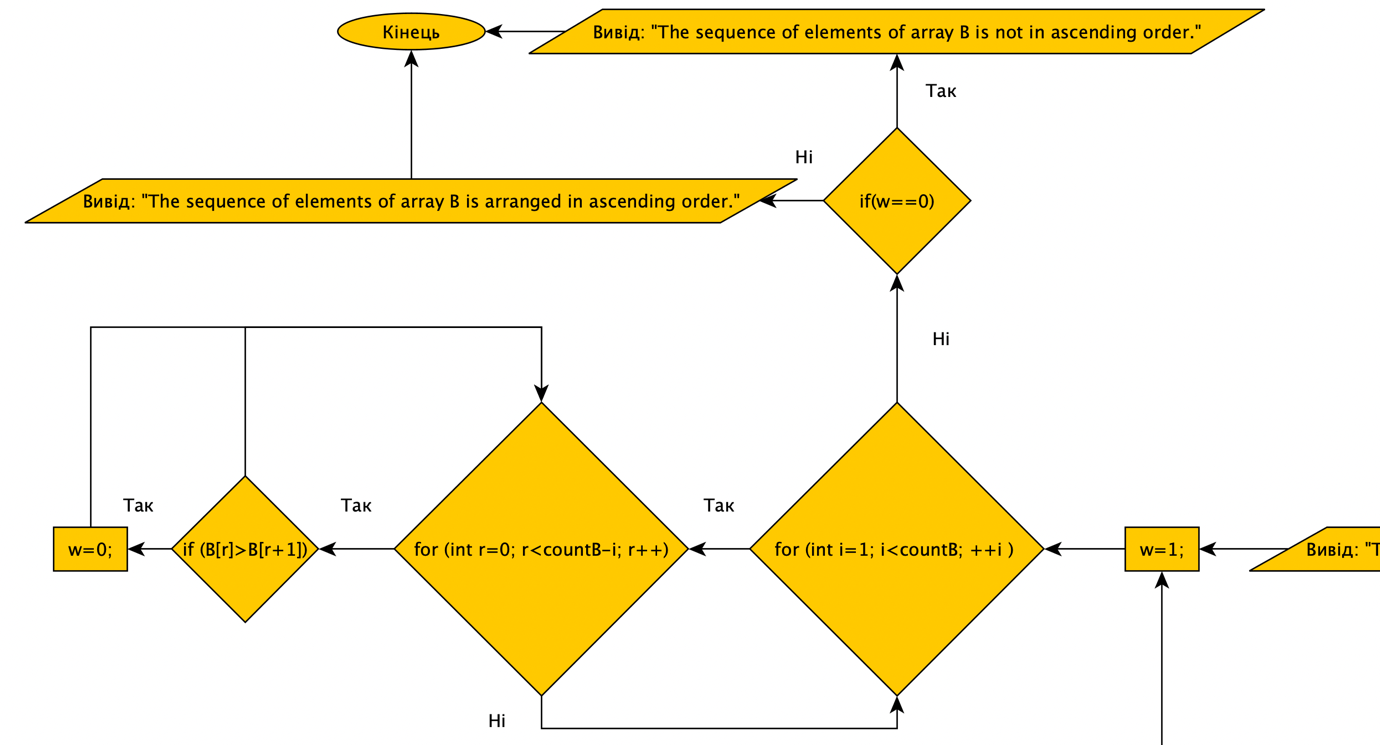 Кінець
Вивід: "The sequence of elements of array B is not in ascending order."
Так
Ні
Вивід: "The sequence of elements of array B is arranged in ascending order."
if(w==0)
Ні
Так
Так
Так
w=0;
if (B[r]>B[r+1])
for (int r=0; r<countB-i; r++)
for (int i=1; i<countB; ++i )
w=1;
Вивід: "T
Ні